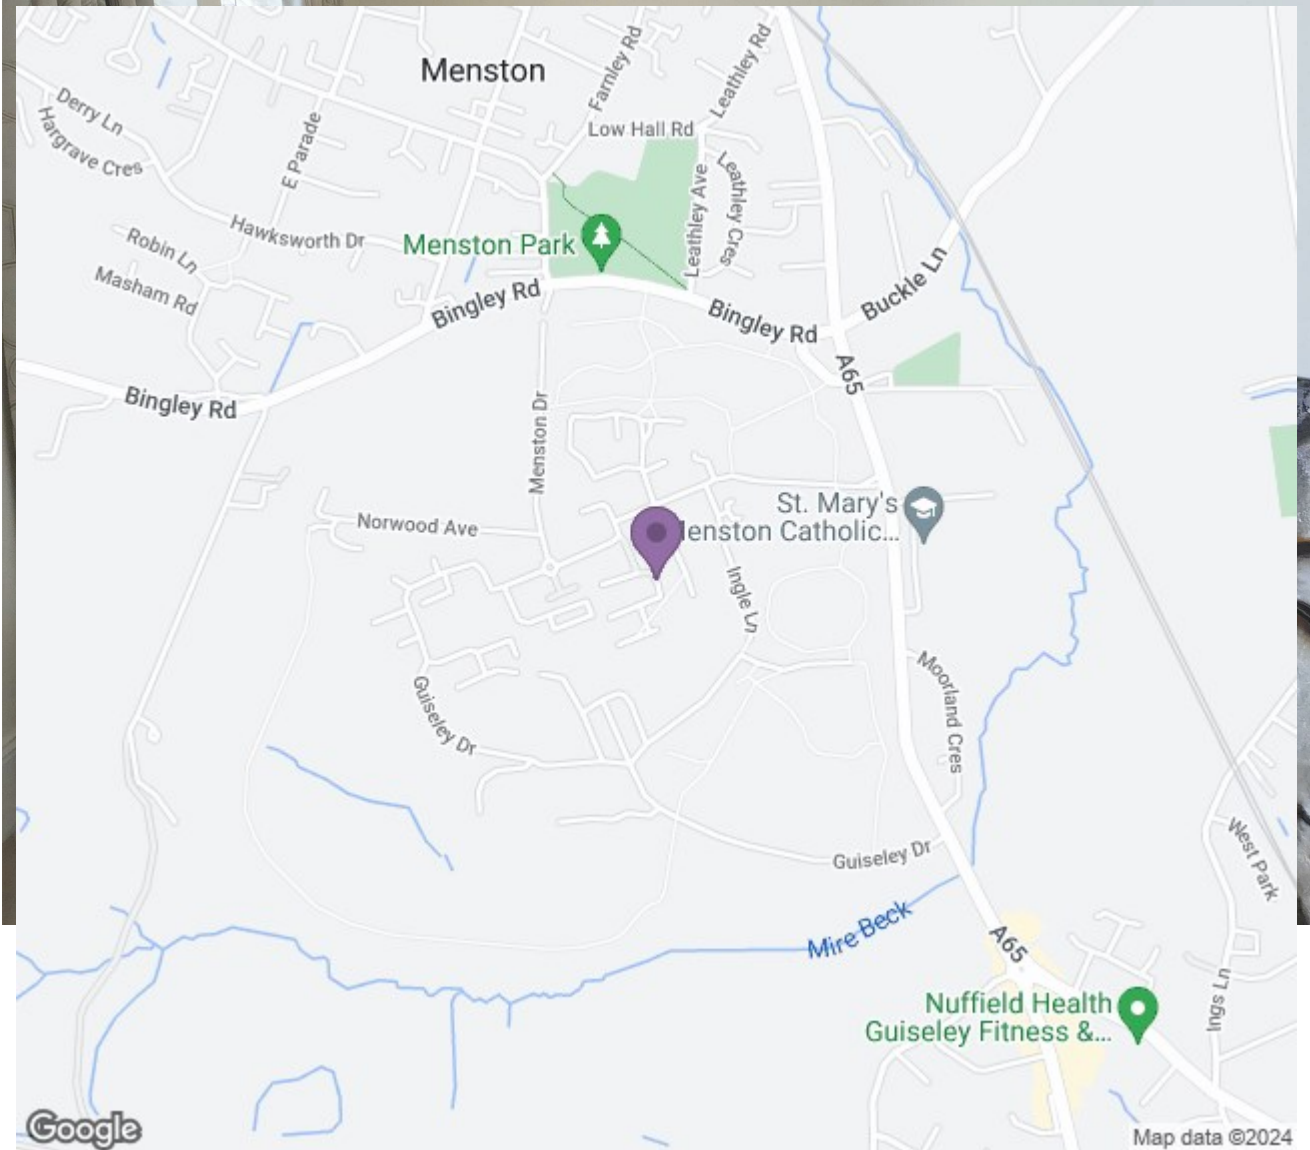 Menston
Farnley Rd
Leathley Rd
Derry Ln
Hargrave Cres
E Parade
Low Hall Rd
Leathley Ave
Leathley Cres
Hawksworth Dr
Robin Ln
Masham Rd
Menston Park
Bingley Rd
Bingley Rd
Buckle Ln
Bingley Rd
A65
Menston Dr
Norwood Ave
St. Mary's
Menston Catholic...
Ingle Ln
Guiseley Dr
Moorland Cres
West Park
Guiseley Dr
Mire Beck
A65
Nuffield Health
Guiseley Fitness &...
Ings Ln
Google
Map data ©2024